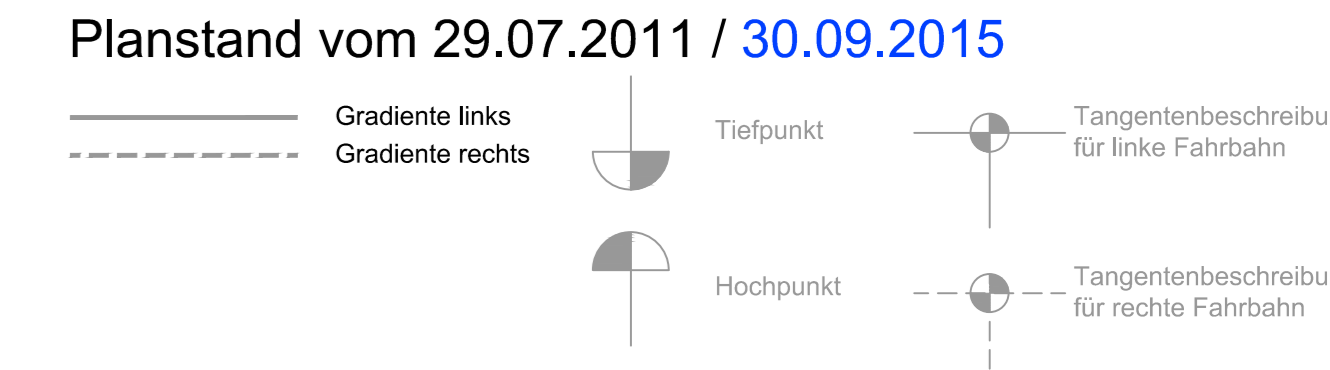 Planstand vom 29.07.2011 / 30.09.2015
Gradiente links
Gradiente rechts
Tiefpunkt
Hochpunkt
Tangentenbeschreibu
für linke Fahrbahn
Tangentenbeschreibu
für rechte Fahrbahn